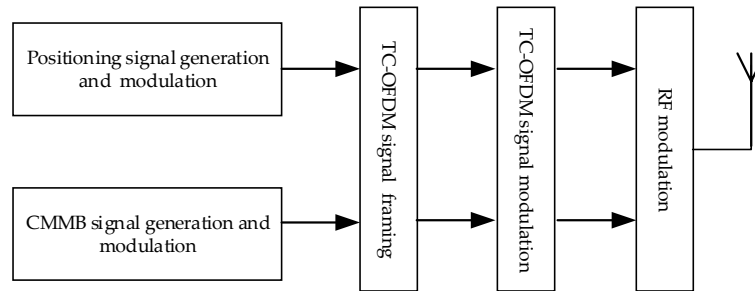 Positioning signal generation
and modulation
CMMB signal generation and
modulation
TC-OFDM signal framing
TC-OFDM signal modulation
RF modulation